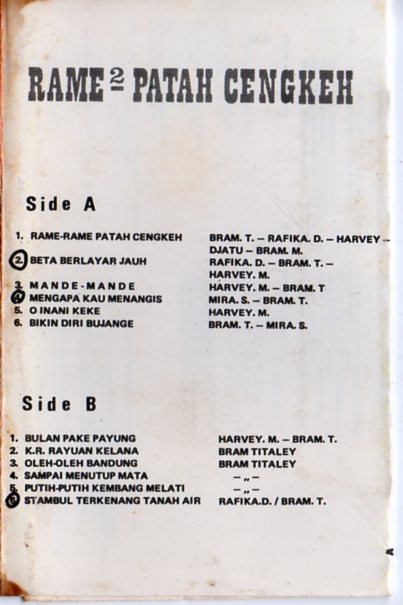 RAME² PATAH CENGKEH
Side A
1. RAME-RAME PATAH CENGKEH BRAM. T. – RAFIKA. D. – HARVEY –
DJATU – BRAM. M.
2. BETA BERLAYAR JAUH RAFIKA. D. – BRAM. T. –
HARVEY. M.
3. MANDE-MANDE HARVEY. M. – BRAM. T
4. MENGAPA KAU MENANGIS MIRA. S. – BRAM. T.
5. O INANI KEKE HARVEY. M.
6. BIKIN DIRI BUJANGE BRAM. T. – MIRA. S.
Side B
1. BULAN PAKE PAYUNG HARVEY. M. – BRAM. T.
2. K.R. RAYUAN KELANA BRAM TITALEY
3. OLEH-OLEH BANDUNG BRAM TITALEY
4. SAMPAI MENUTUP MATA – „ –
5. PUTIH-PUTIH KEMBANG MELATI – „ –
6. STAMBUL TERKENANG TANAH AIR RAFIKA.D. / BRAM. T.
A